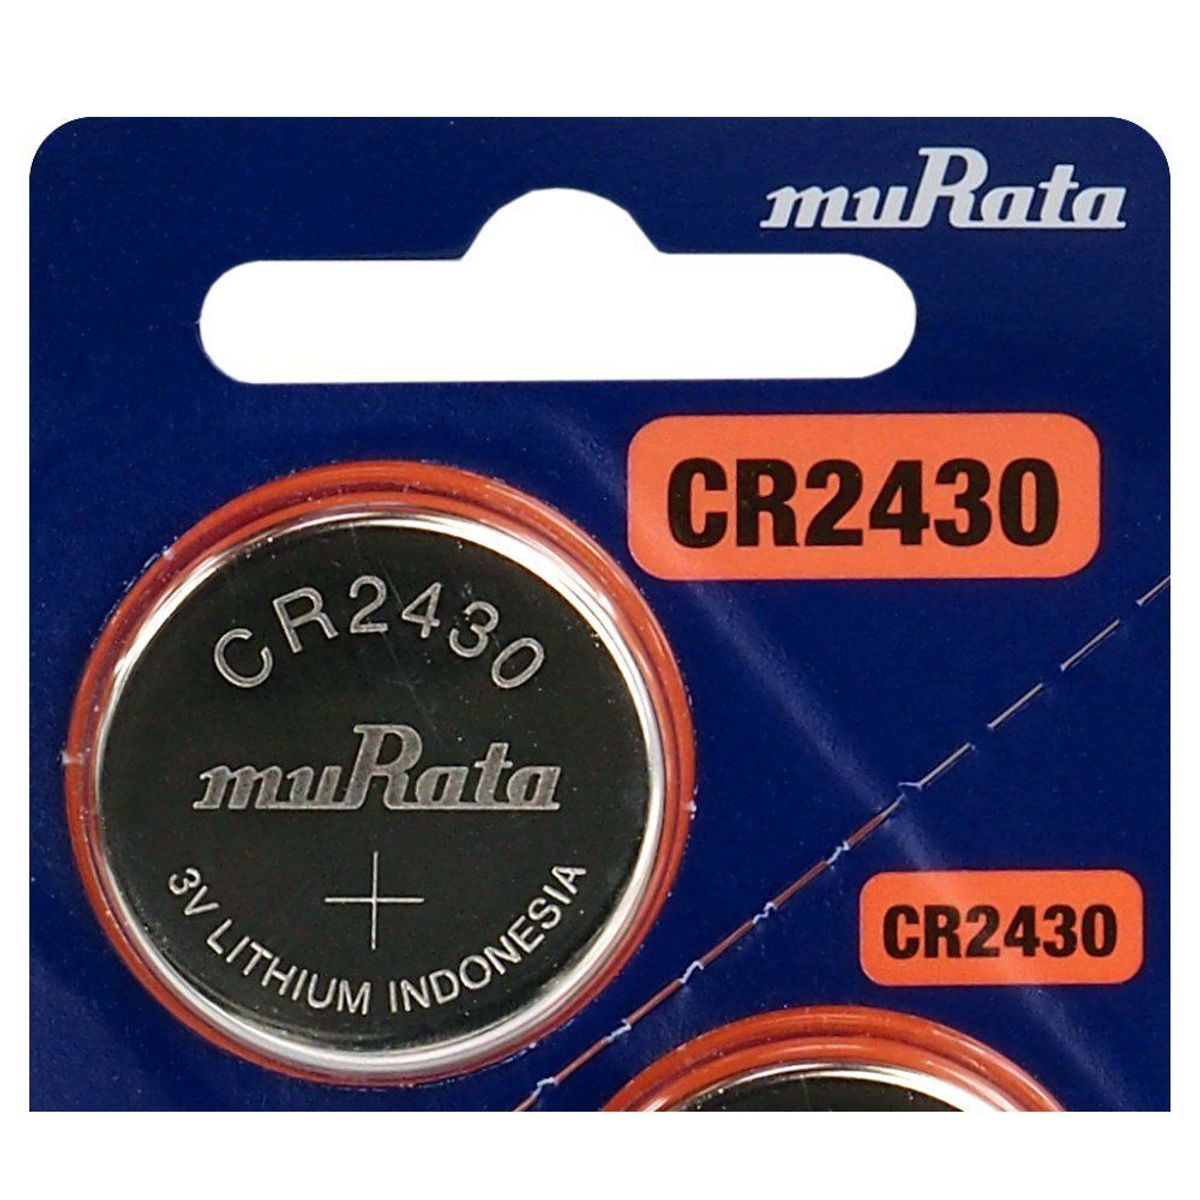 muRata
CR2430
CR2430
muRata
+
3V LITHIUM INDONESIA
CR2430